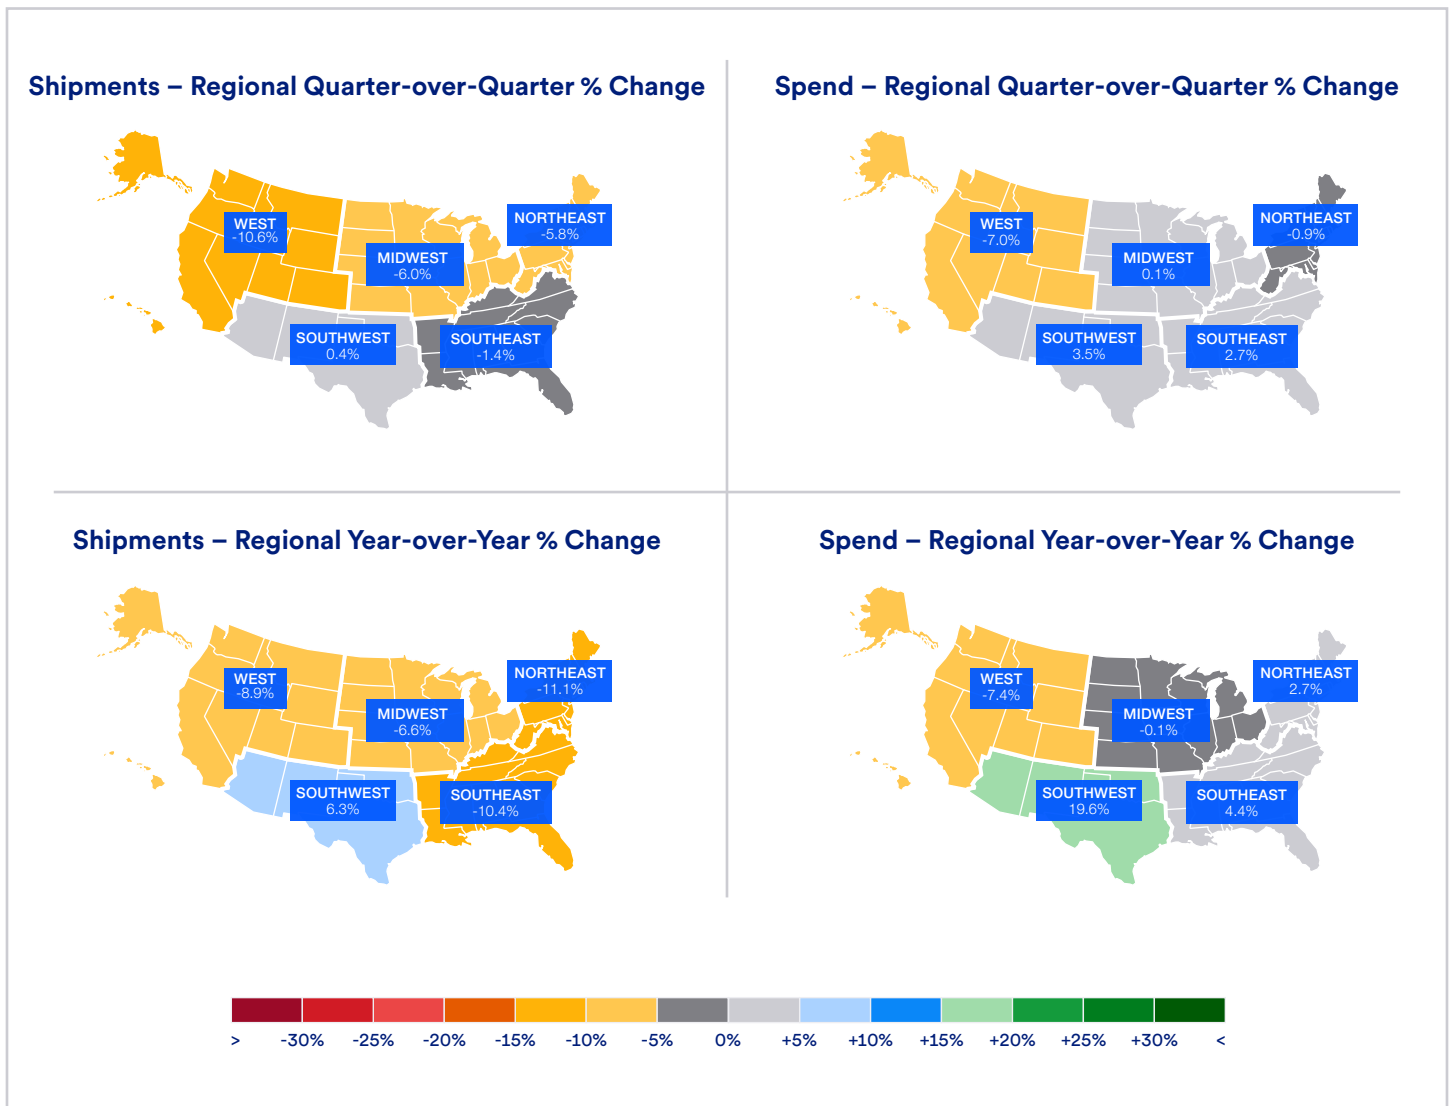 Shipments – Regional Quarter-over-Quarter % Change
WEST
-10.6%
MIDWEST
-6.0%
NORTHEAST
-5.8%
SOUTHWEST
0.4%
SOUTHEAST
-1.4%
Spend – Regional Quarter-over-Quarter % Change
WEST
-7.0%
MIDWEST
0.1%
NORTHEAST
-0.9%
SOUTHWEST
3.5%
SOUTHEAST
2.7%
Shipments – Regional Year-over-Year % Change
WEST
-8.9%
MIDWEST
-6.6%
NORTHEAST
-11.1%
SOUTHWEST
6.3%
SOUTHEAST
-10.4%
Spend – Regional Year-over-Year % Change
WEST
-7.4%
MIDWEST
-0.1%
NORTHEAST
2.7%
SOUTHWEST
19.6%
SOUTHEAST
4.4%
> -30% -25% -20% -15% -10% -5% 0% +5% +10% +15% +20% +25% +30% <